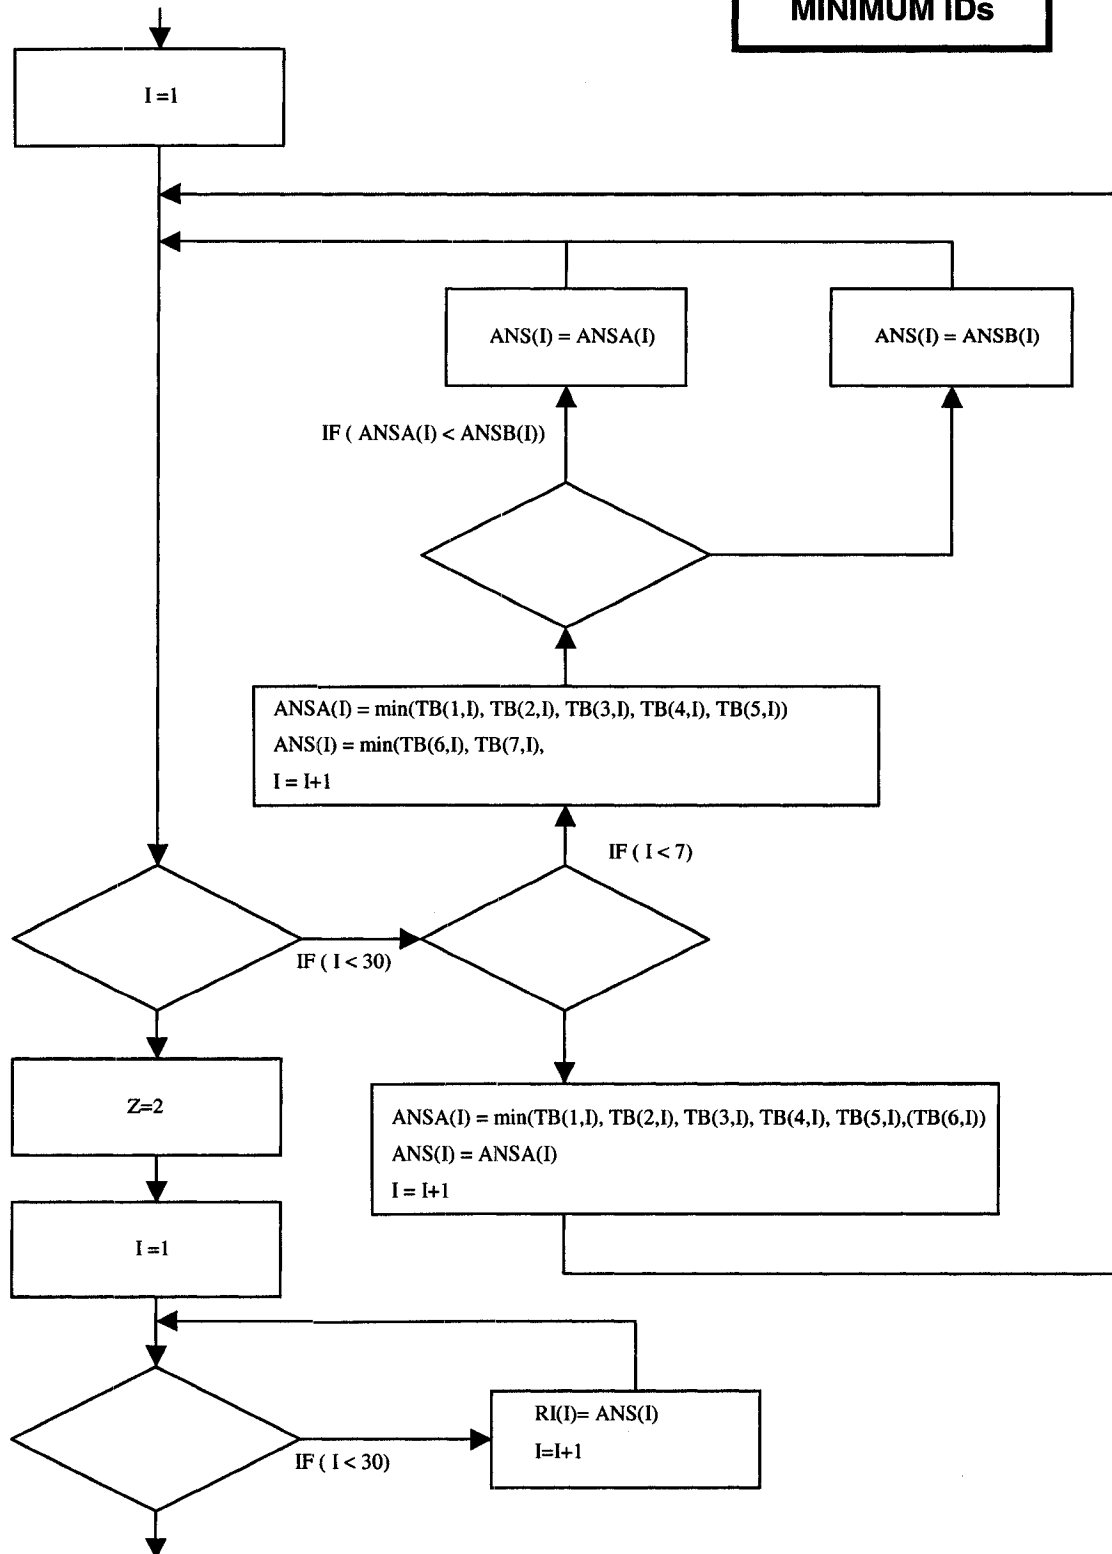 MINIMUM IDs
I =1
ANS(I) = ANSA(I)
ANS(I) = ANSB(I)
IF ( ANSA(I) < ANSB(I))
ANSA(I) = min(TB(1,I), TB(2,I), TB(3,I), TB(4,I), TB(5,I))
ANS(I) = min(TB(6,I), TB(7,I),
I = I+1
IF ( I < 7)
IF ( I < 30)
Z=2
ANSA(I) = min(TB(1,I), TB(2,I), TB(3,I), TB(4,I), TB(5,I),(TB(6,I))
ANS(I) = ANSA(I)
I = I+1
I =1
RI(I)= ANS(I)
I=I+1
IF ( I < 30)